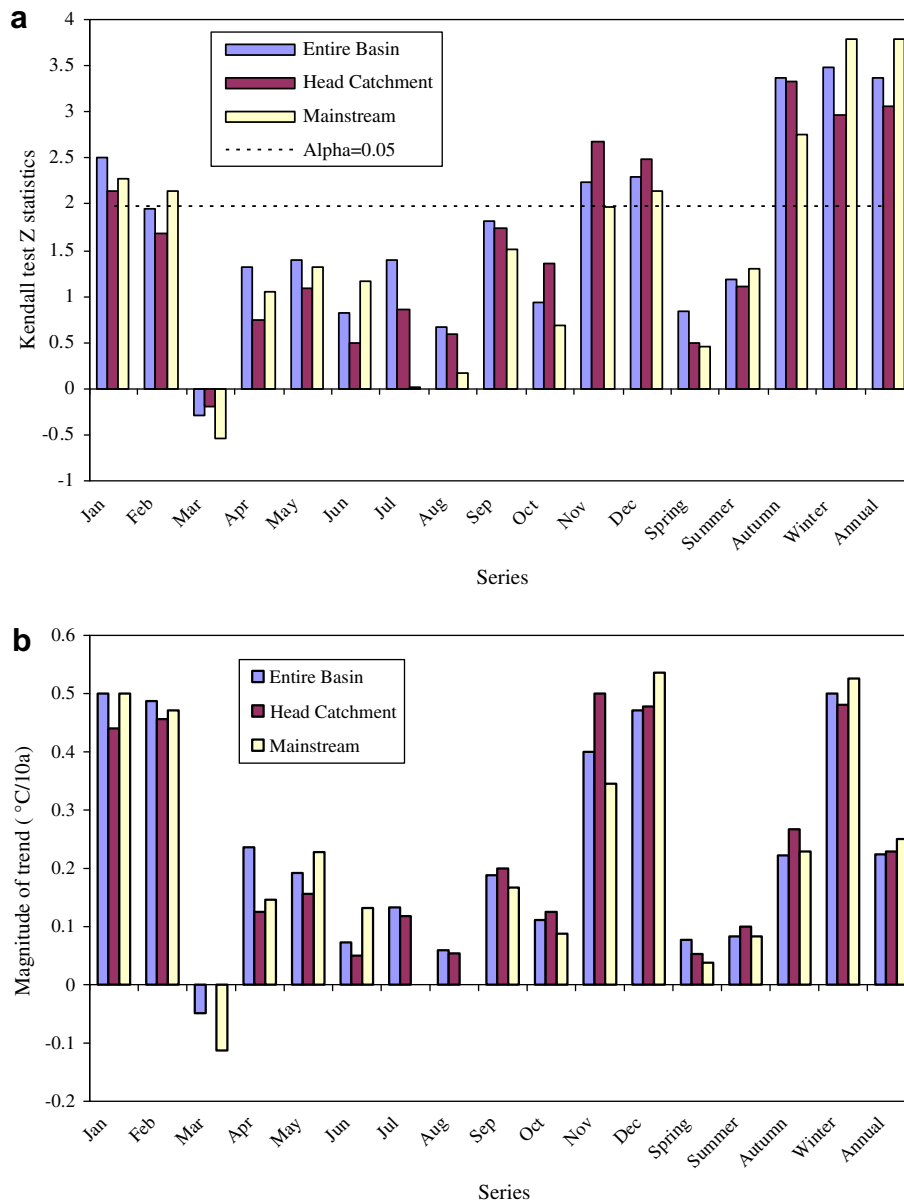 a
4
3.5
3
2.5
2
1.5
1
0.5
0
-0.5
-1
Kendall test Z statistics
Entire Basin
Head Catchment
Mainstream
Alpha=0.05
Jan
Feb
Mar
Apr
May
Jun
Jul
Aug
Sep
Oct
Nov
Dec
Spring
Summer
Autumn
Winter
Annual
Series
b
0.6
0.5
0.4
0.3
0.2
0.1
0
-0.1
-0.2
Magnitude of trend ( °C/10a)
Entire Basin
Head Catchment
Mainstream
Jan
Feb
Mar
Apr
May
Jun
Jul
Aug
Sep
Oct
Nov
Dec
Spring
Summer
Autumn
Winter
Annual
Series